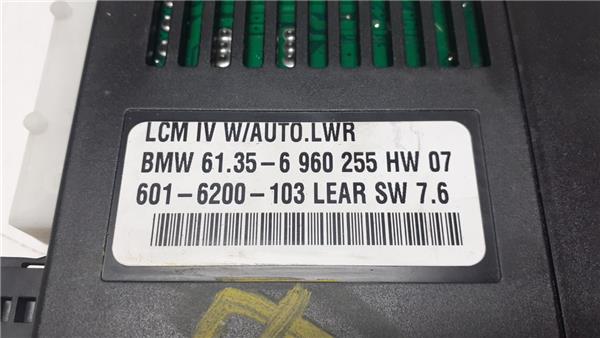 LCM IV W/AUTO.LWR
BMW 61.35-6 960 255 HW 07
601-6200-103 LEAR SW 7.6